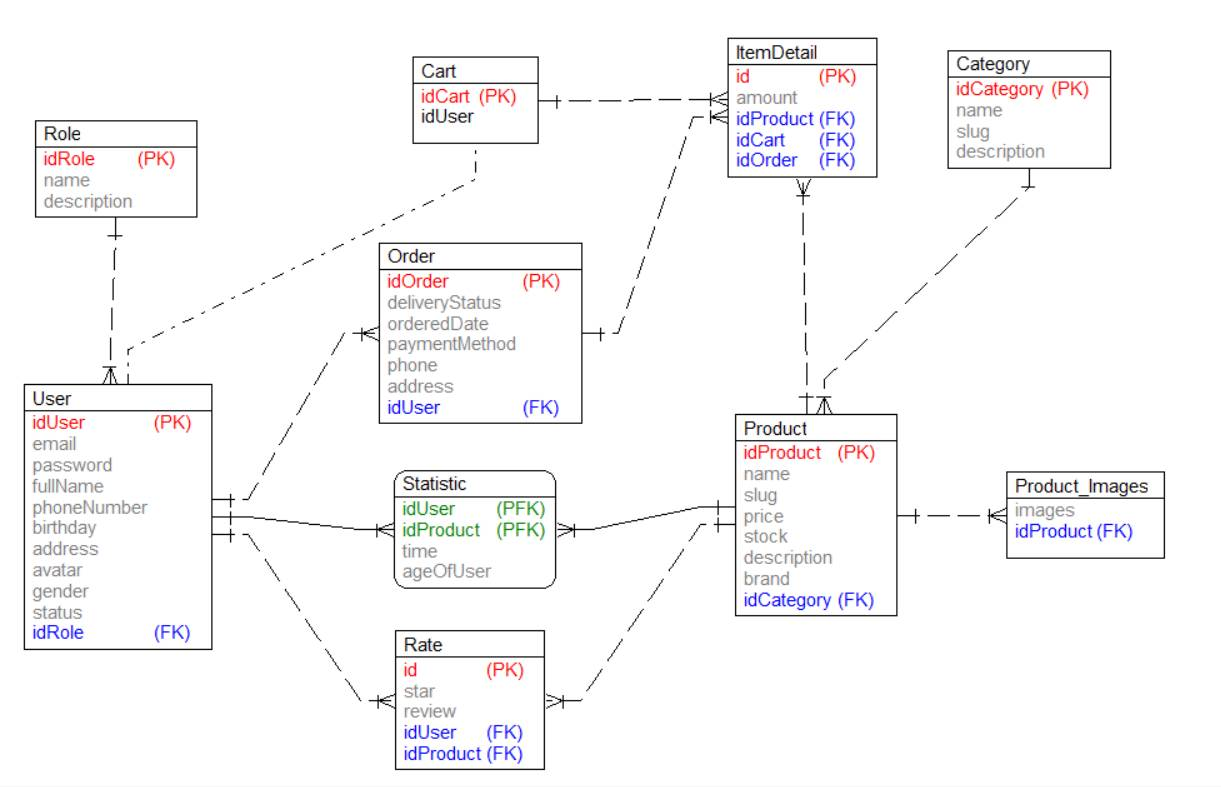 Role
idRole (PK)
name
description
Cart
idCart (PK)
idUser
ItemDetail
id (PK)
amount
idProduct (FK)
idCart (FK)
idOrder (FK)
Category
idCategory (PK)
name
slug
description
Order
idOrder (PK)
deliveryStatus
orderedDate
paymentMethod
phone
address
idUser (FK)
User
idUser (PK)
email
password
fullName
phoneNumber
birthday
address
avatar
gender
status
idRole (FK)
Statistic
idUser (PFK)
idProduct (PFK)
time
ageOfUser
Product
idProduct (PK)
name
slug
price
stock
description
brand
idCategory (FK)
Product_Images
images
idProduct (FK)
Rate
id (PK)
star
review
idUser (FK)
idProduct (FK)